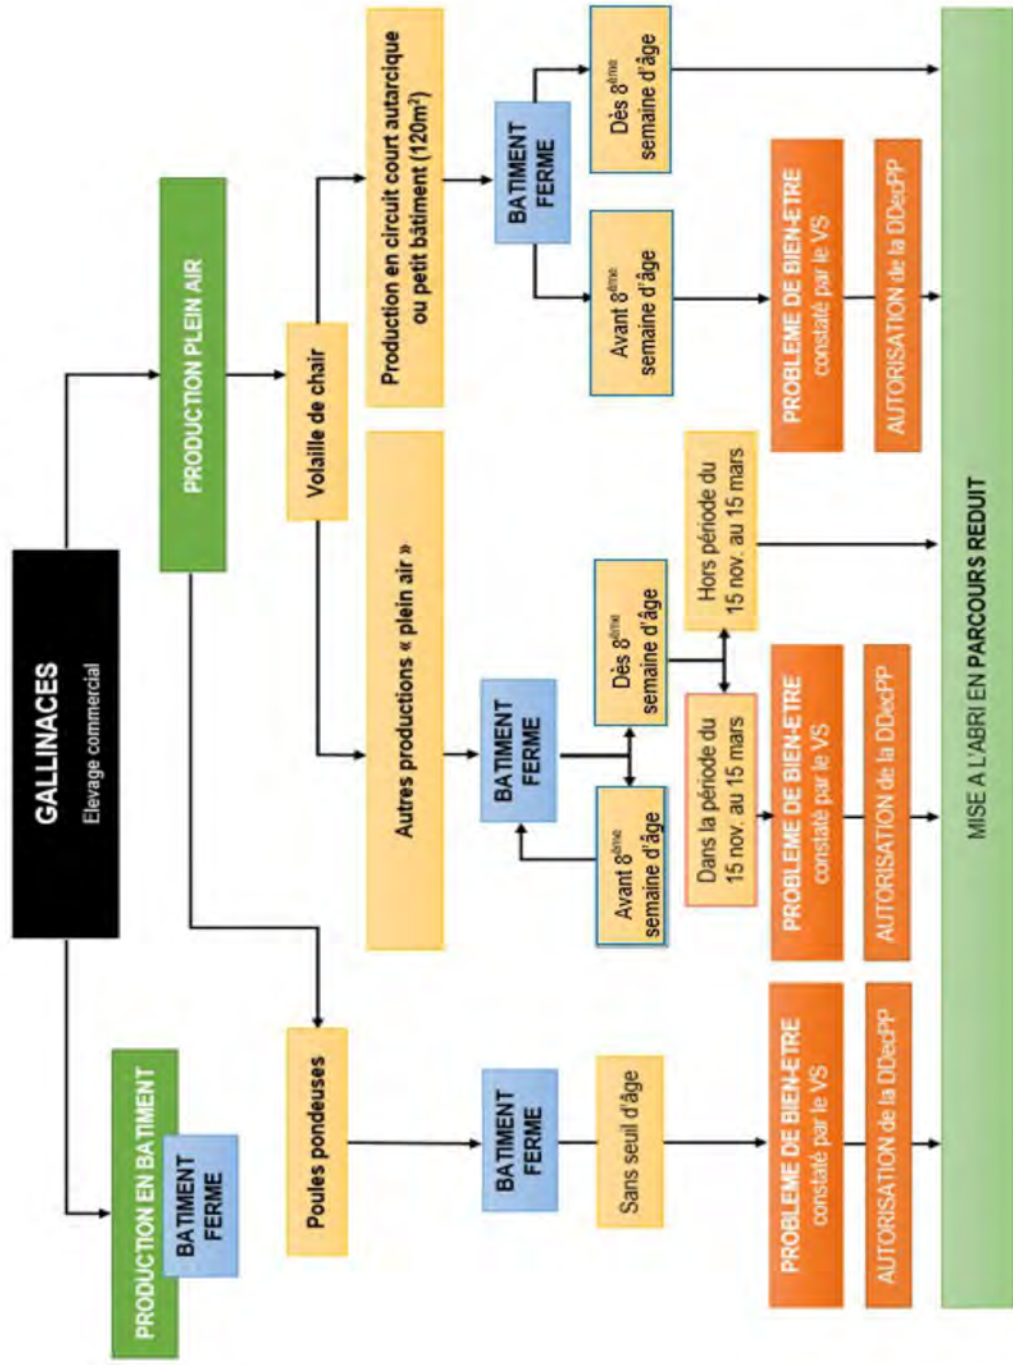 GALLINACES
Elevage commercial
PRODUCTION EN BATIMENT
BATIMENT
FERME
PRODUCTION PLEIN AIR
Poules pondeuses
Volaille de chair
Autres productions « plein air »
Production en circuit court autarcique
ou petit bâtiment (120m²)
BATIMENT
FERME
BATIMENT
FERME
BATIMENT
FERME
Sans seuil d'âge
Avant 8ème
semaine d'âge
Dès 8ème
semaine d'âge
Avant 8ème
semaine d'âge
Dès 8ème
semaine d'âge
Dans la période du
15 nov. au 15 mars
Hors période du
15 nov. au 15 mars
PROBLEME DE BIEN-ETRE
constaté par le VS
PROBLEME DE BIEN-ETRE
constaté par le VS
PROBLEME DE BIEN-ETRE
constaté par le VS
AUTORISATION de la DDecPP
AUTORISATION de la DDecPP
AUTORISATION de la DDecPP
MISE A L'ABRI EN PARCOURS REDUIT